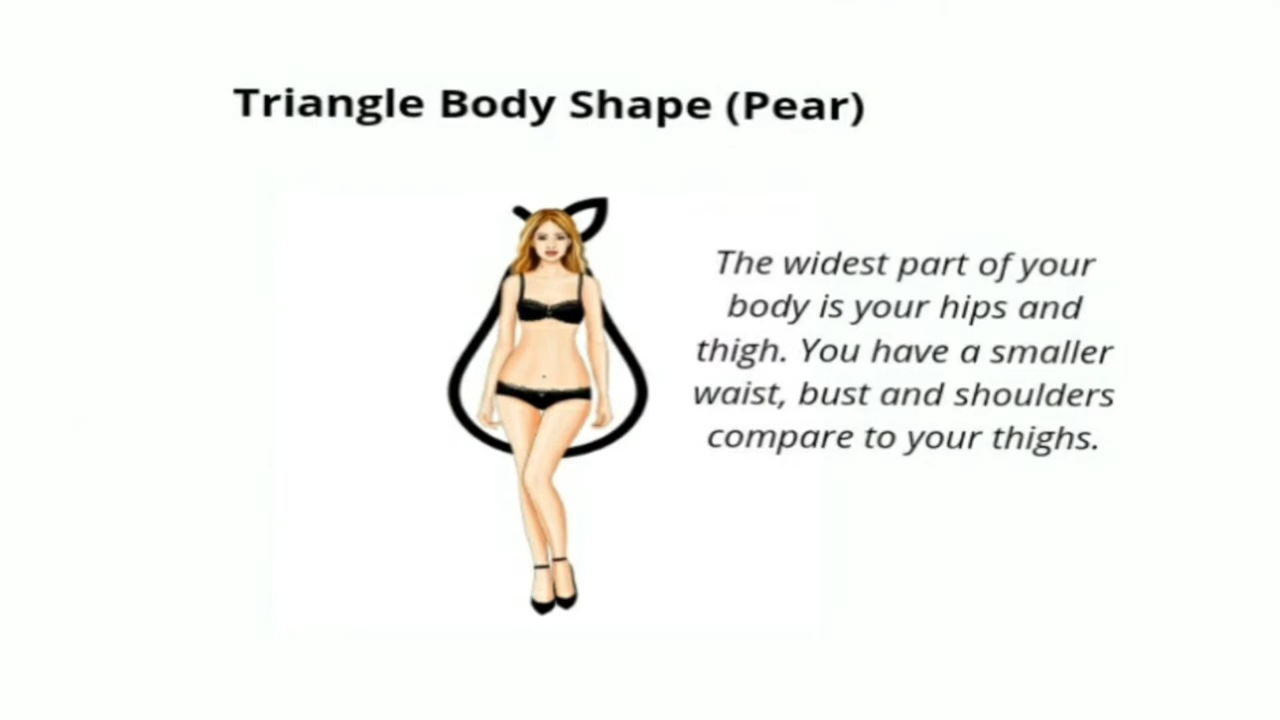 Triangle Body Shape (Pear)
The widest part of your
body is your hips and
thigh. You have a smaller
waist, bust and shoulders
compare to your thighs.